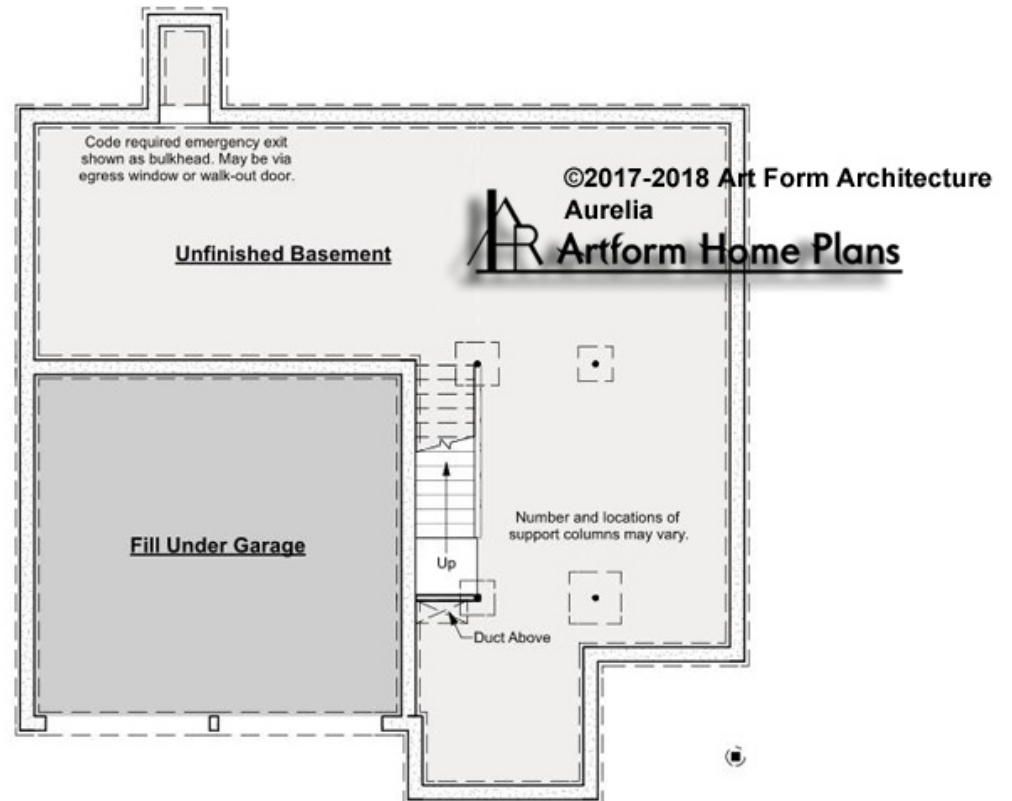 Code required emergency exit
shown as bulkhead. May be via
egress window or walk-out door.
©2017-2018 Art Form Architecture
Aurelia
Artform Home Plans
Unfinished Basement
Number and locations of
support columns may vary.
Fill Under Garage
Up
Duct Above